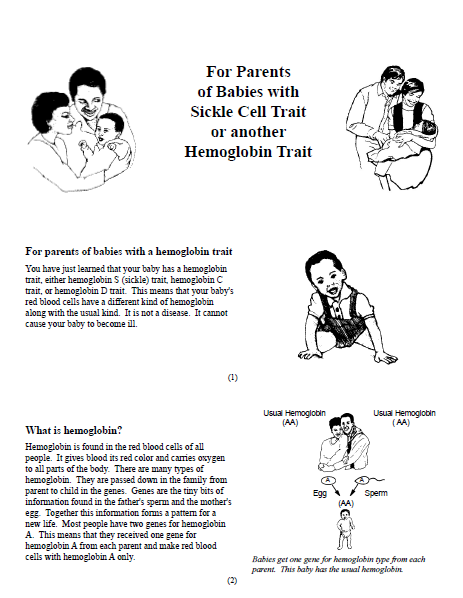 For Parents
of Babies with
Sickle Cell Trait
or another
Hemoglobin Trait
For parents of babies with a hemoglobin trait
You have just learned that your baby has a hemoglobin
trait, either hemoglobin S (sickle) trait, hemoglobin C
trait, or hemoglobin D trait. This means that your baby's
red blood cells have a different kind of hemoglobin
along with the usual kind. It is not a disease. It cannot
cause your baby to become ill.
(1)
What is hemoglobin?
Hemoglobin is found in the red blood cells of all
people. It gives blood its red color and carries oxygen
to all parts of the body. There are many types of
hemoglobin. They are passed down in the family from
parent to child in the genes. Genes are the tiny bits of
information found in the father's sperm and the mother's
egg. Together this information forms a pattern for a
new life. Most people have two genes for hemoglobin
A. This means that they received one gene for
hemoglobin A from each parent and make red blood
cells with hemoglobin A only.
Usual Hemoglobin
(AA)
Usual Hemoglobin
( AA)
A
A
Egg
Sperm
(AA)
Babies get one gene for hemoglobin type from each
parent. This baby has the usual hemoglobin.
(2)